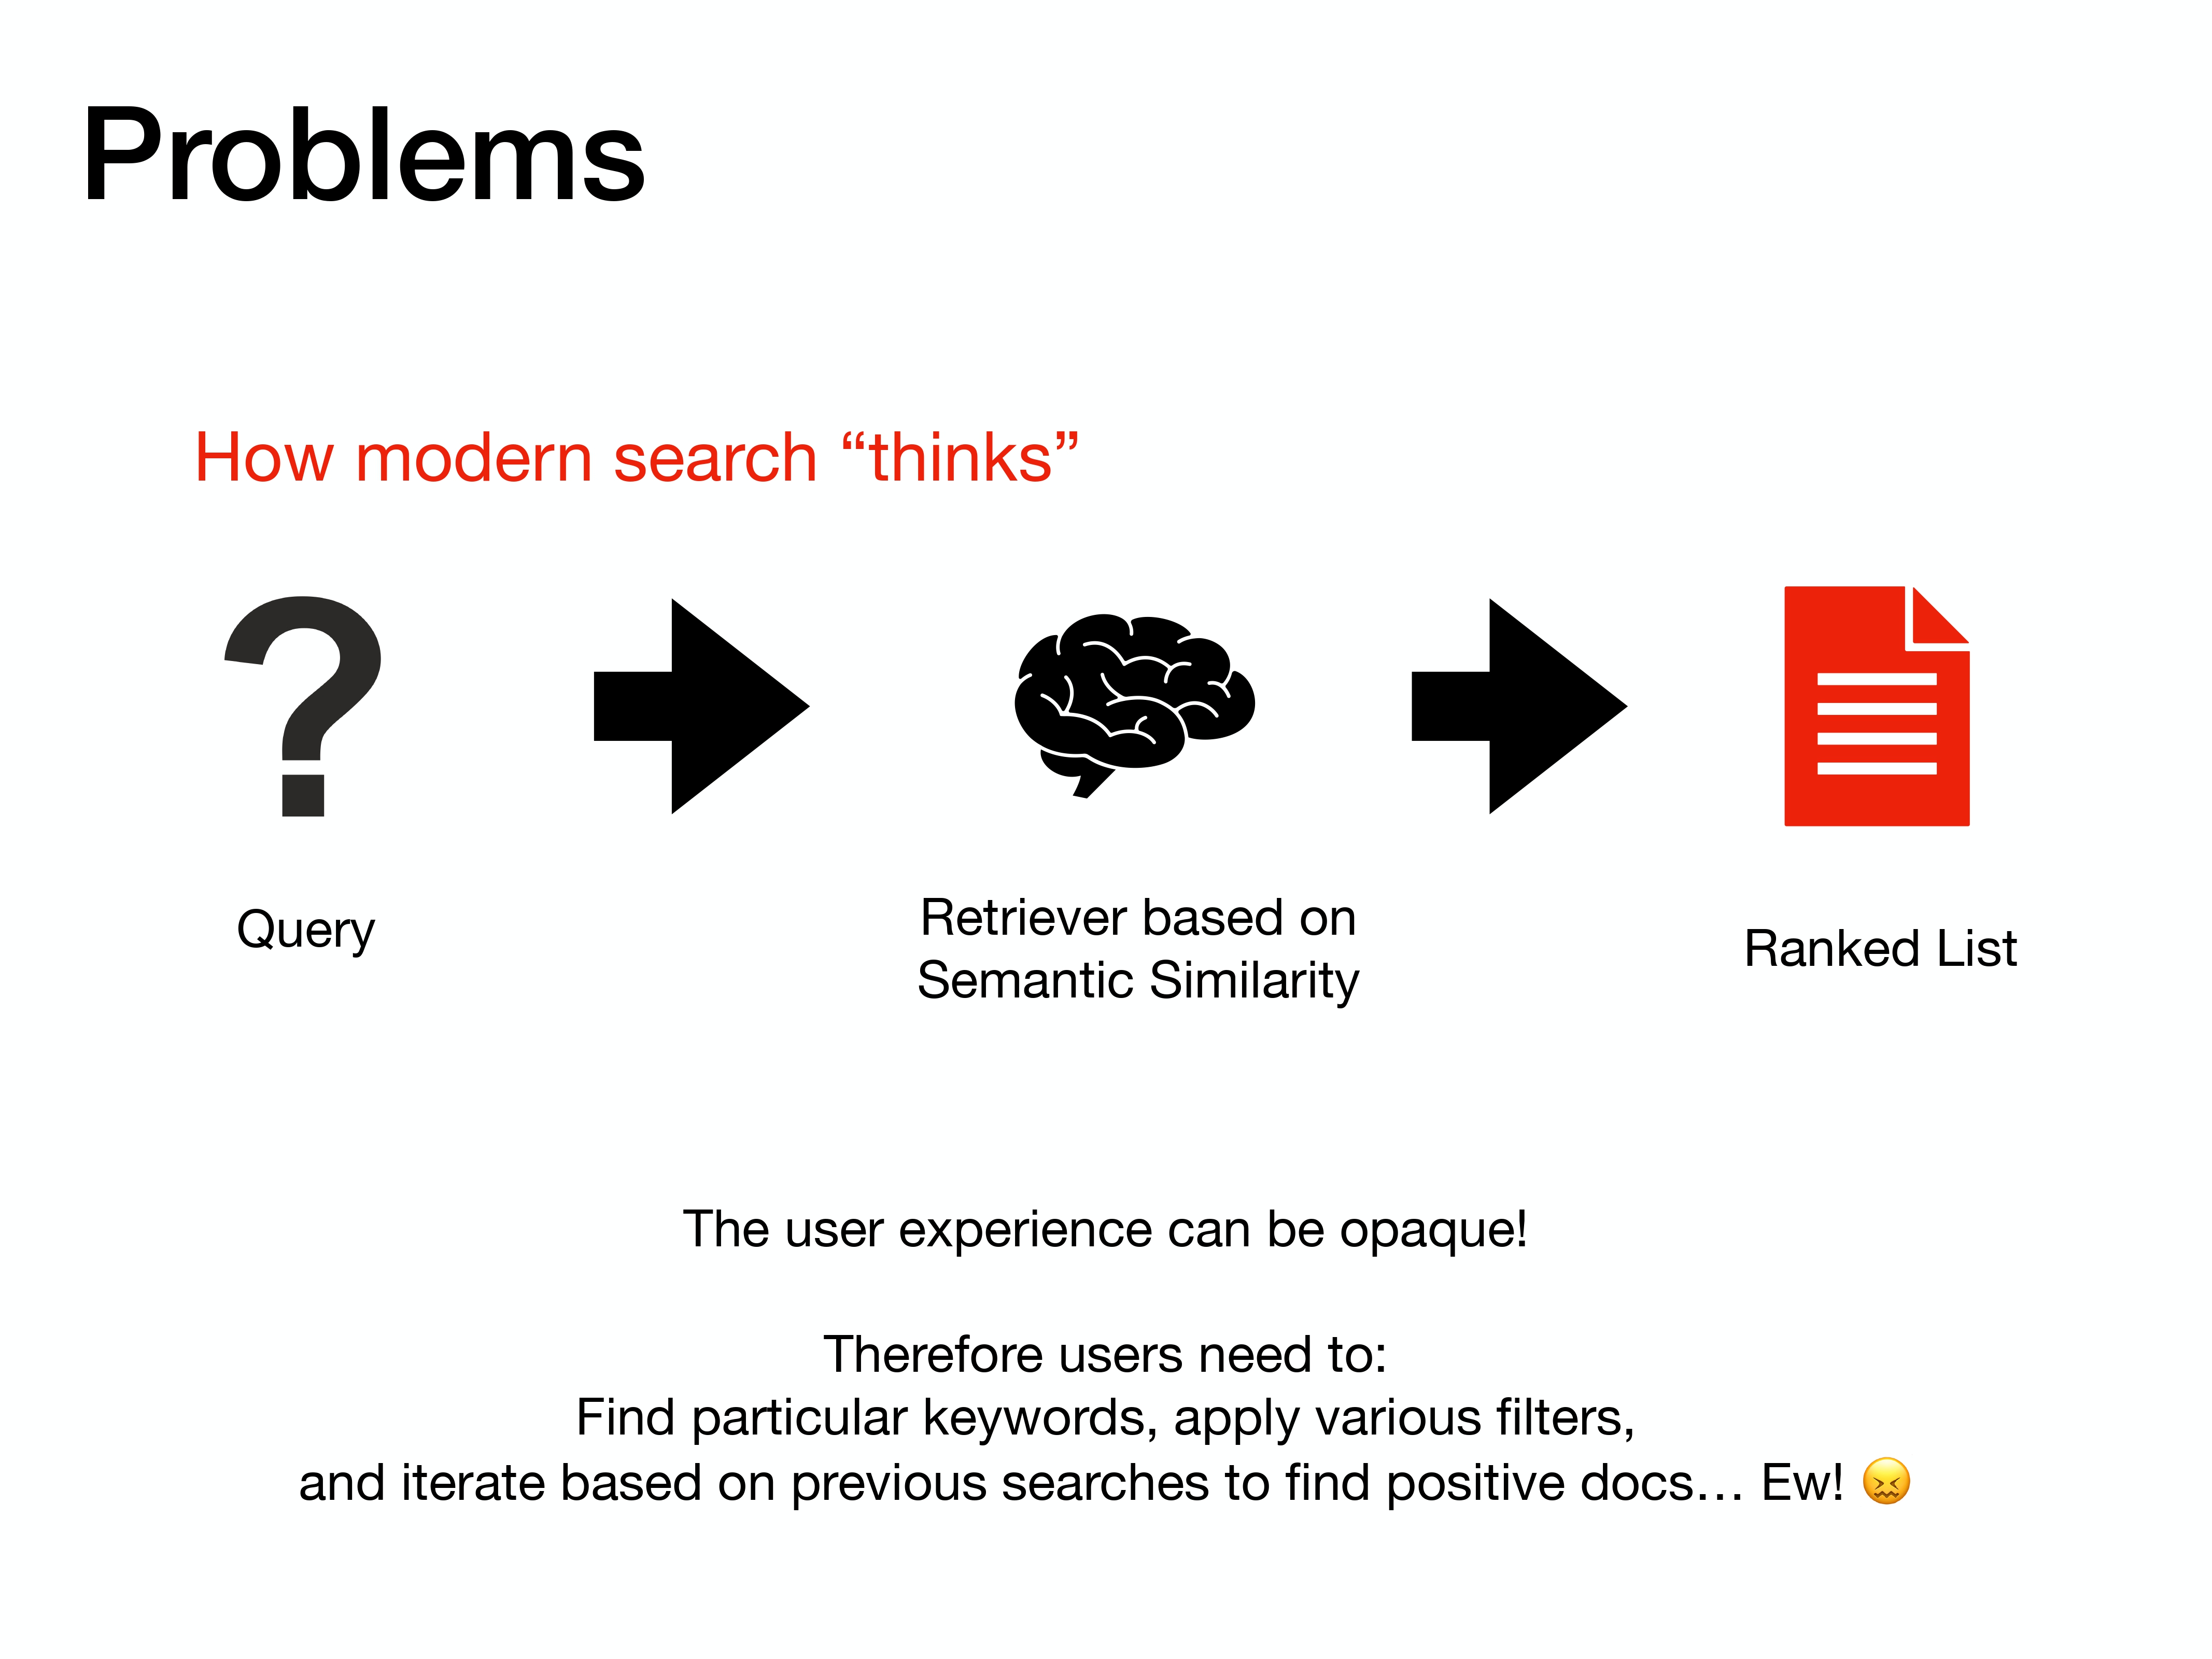 Problems
How modern search “thinks”
?
Query
Retriever based on
Semantic Similarity
Ranked List
The user experience can be opaque!
Therefore users need to:
Find particular keywords, apply various filters,
and iterate based on previous searches to find positive docs… Ew! 😖